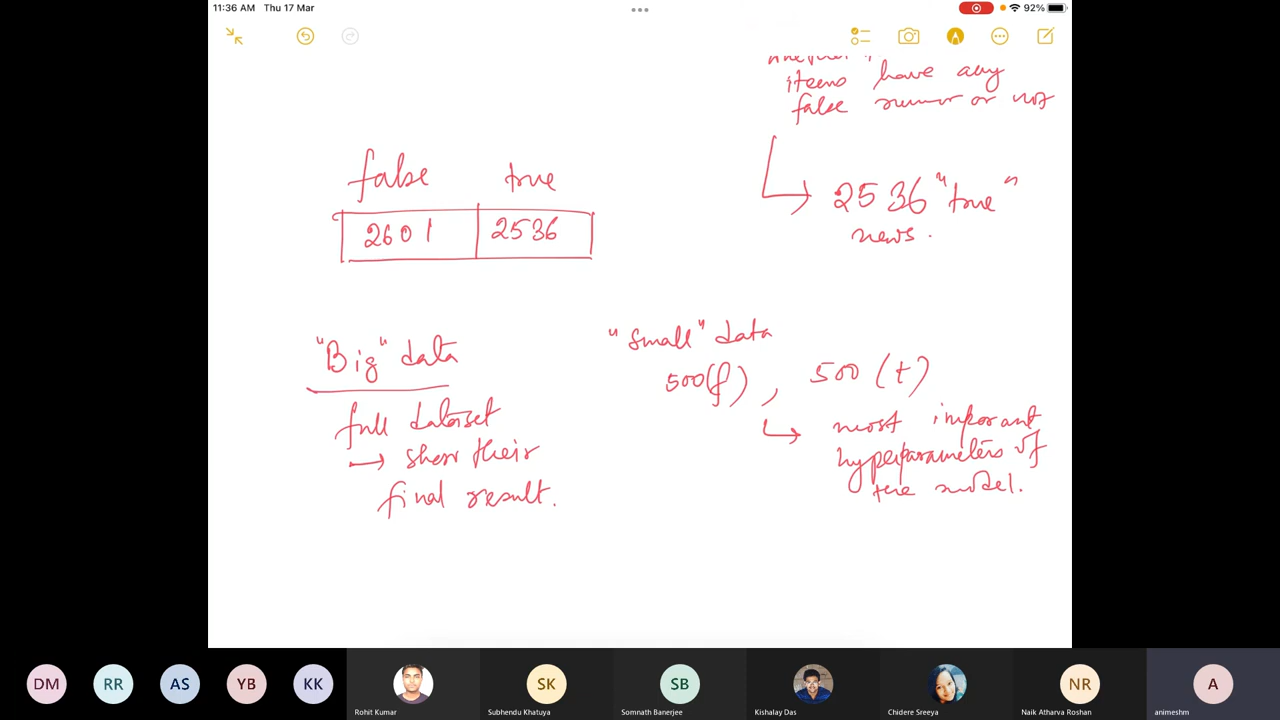 11:36 AM Thu 17 Mar
92%
items have any
false rumor or not
false true
2601 2536
2536 "true"
news.
"Big" data
full dataset
→ show their
final result.
"small" data
500(f), 500 (t)
most imporant
hyperparameters of
the model.
DM RR AS YB KK SK SB NR A
Rohit Kumar Subhendu Khatuya Somnath Banerjee Kishalay Das Chidere Sreeya Naik Atharva Roshan animeshm